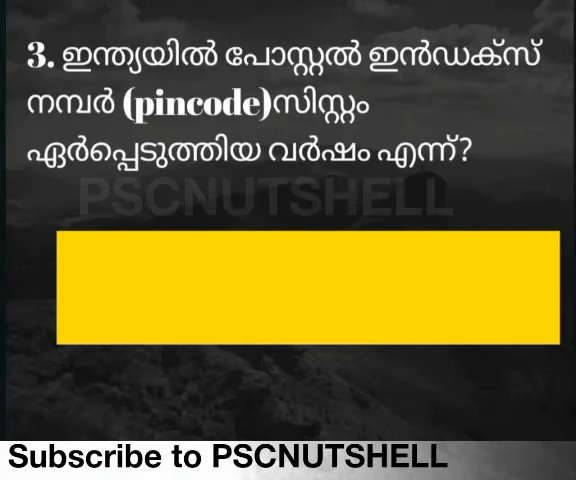 3. ഇന്ത്യയിൽ പോസ്റ്റൽ ഇൻഡക്സ്
നമ്പർ (pincode)സിസ്റ്റം
ഏർപ്പെടുത്തിയ വർഷം എന്ന്?
PSCNUTSHELL
Subscribe to PSCNUTSHELL